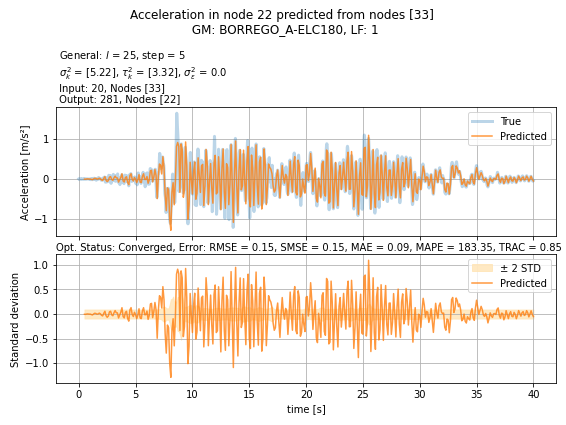 Acceleration in node 22 predicted from nodes [33]
GM: BORREGO_A-ELC180, LF: 1
General: l = 25, step = 5
σ²ₖ = [5.22], τ²ₖ = [3.32], σ²ε = 0.0
Input: 20, Nodes [33]
Output: 281, Nodes [22]
Acceleration [m/s²]
1
0
−1
True
Predicted
Opt. Status: Converged, Error: RMSE = 0.15, SMSE = 0.15, MAE = 0.09, MAPE = 183.35, TRAC = 0.85
Standard deviation
1.0
0.5
0.0
−0.5
−1.0
± 2 STD
Predicted
0 5 10 15 20 25 30 35 40
time [s]